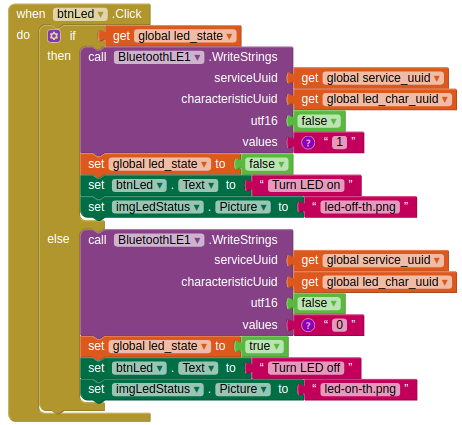 when btnLed .Click
do if get global led_state
then call BluetoothLE1 .WriteStrings
serviceUuid get global service_uuid
characteristicUuid get global led_char_uuid
utf16 false
values ? “ 1 ”
set global led_state to false
set btnLed . Text to “ Turn LED on ”
set imgLedStatus . Picture to “ led-off-th.png ”
else call BluetoothLE1 .WriteStrings
serviceUuid get global service_uuid
characteristicUuid get global led_char_uuid
utf16 false
values ? “ 0 ”
set global led_state to true
set btnLed . Text to “ Turn LED off ”
set imgLedStatus . Picture to “ led-on-th.png ”